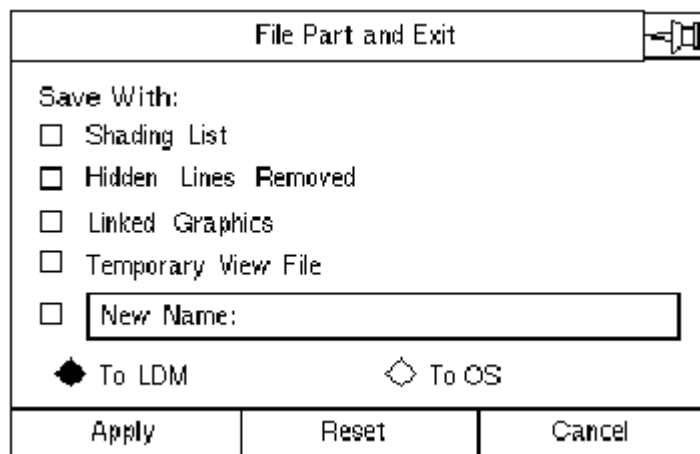 File Part and Exit
Save With:
Shading List
Hidden Lines Removed
Linked Graphics
Temporary View File
New Name:
To LDM To OS
Apply Reset Cancel